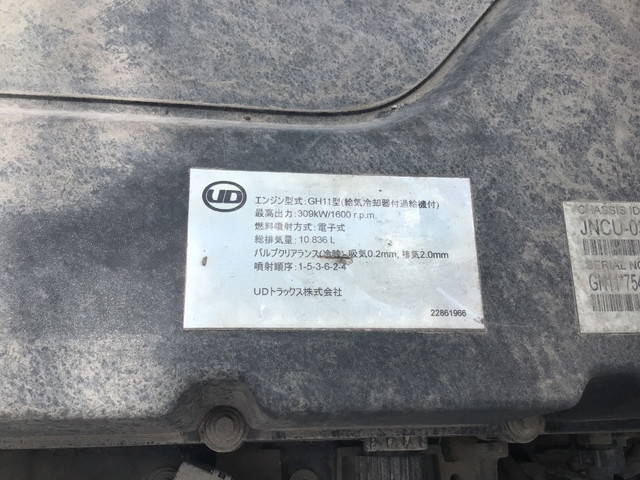 UD
エンジン型式:GH11型(給気冷却器付過給機付)
最高出力:309kW/1600 r.p.m.
燃料噴射方式:電子式
総排気量:10.836 L
バルブクリアランス(冷時):吸気0.2mm, 排気2.0mm
噴射順序:1-5-3-6-2-4
UDトラックス株式会社
22861966
CHASSIS ID
JNCU-0
SERIAL NO
GH11 754